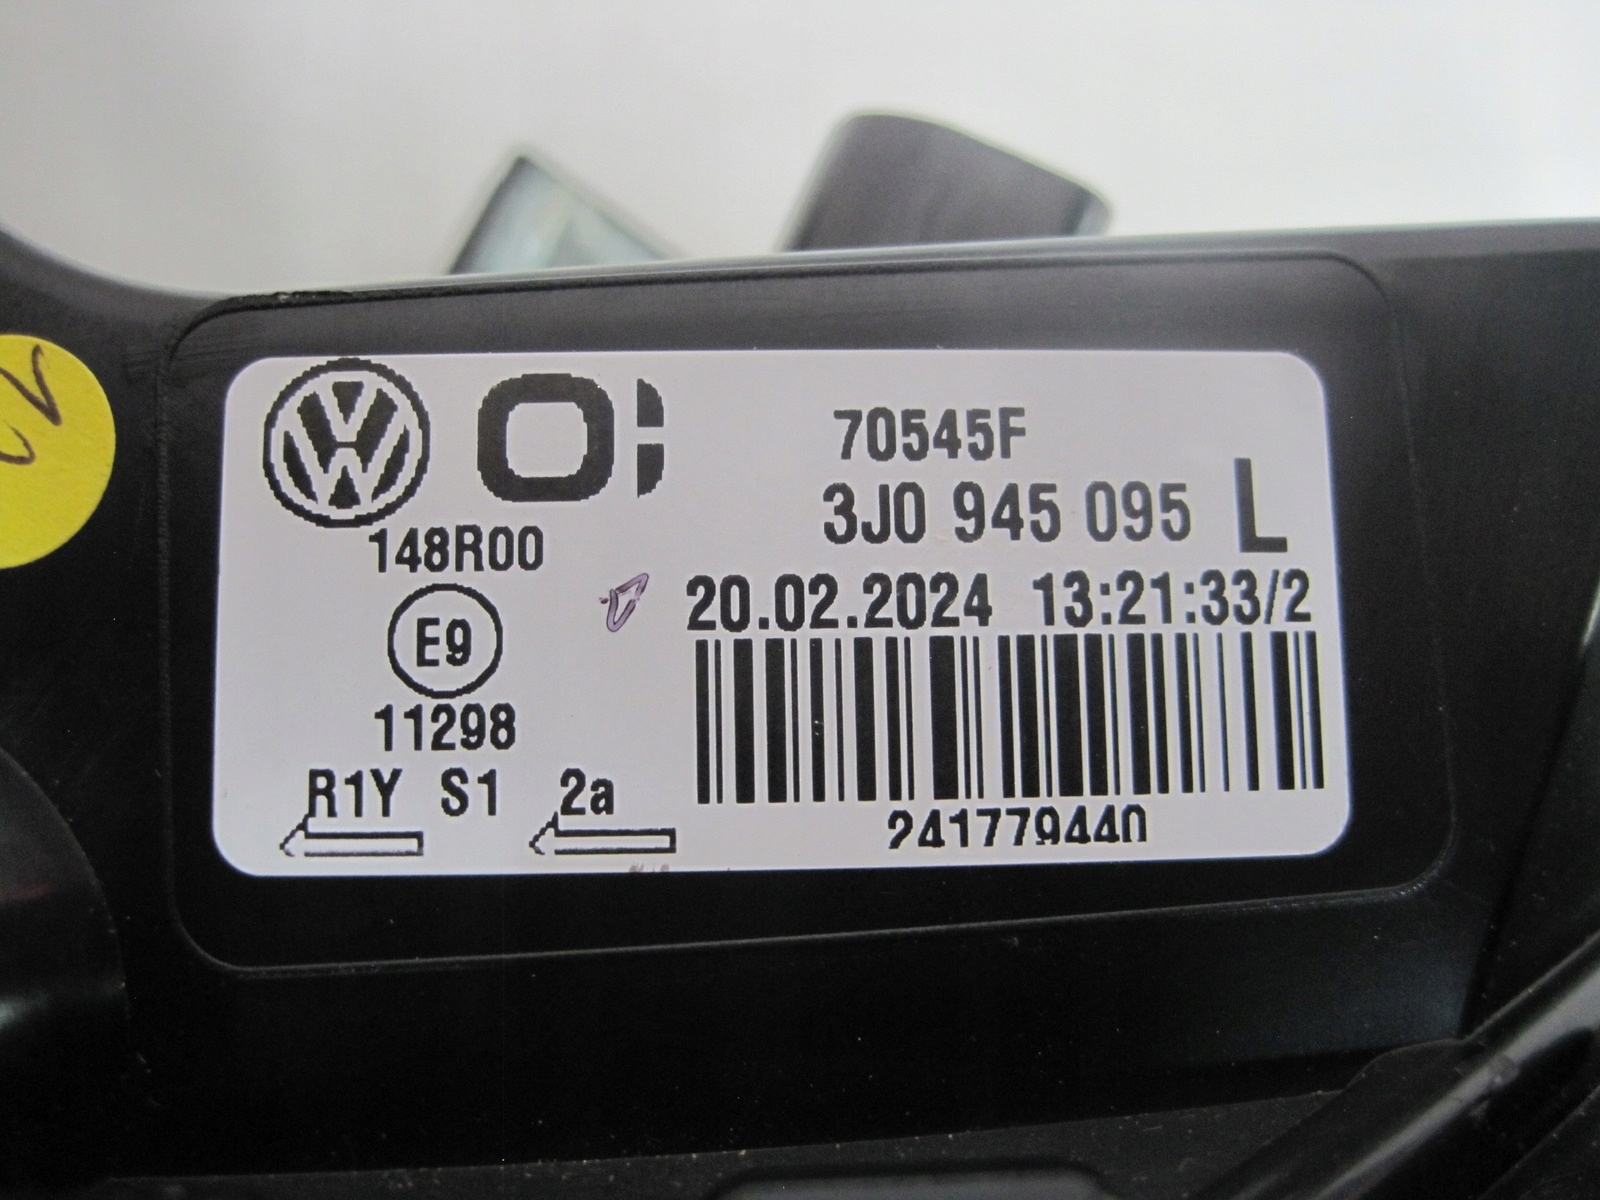 70545F
3J0 945 095 L
148R00
20.02.2024 13:21:33/2
E9
11298
R1Y S1 2a
241779440